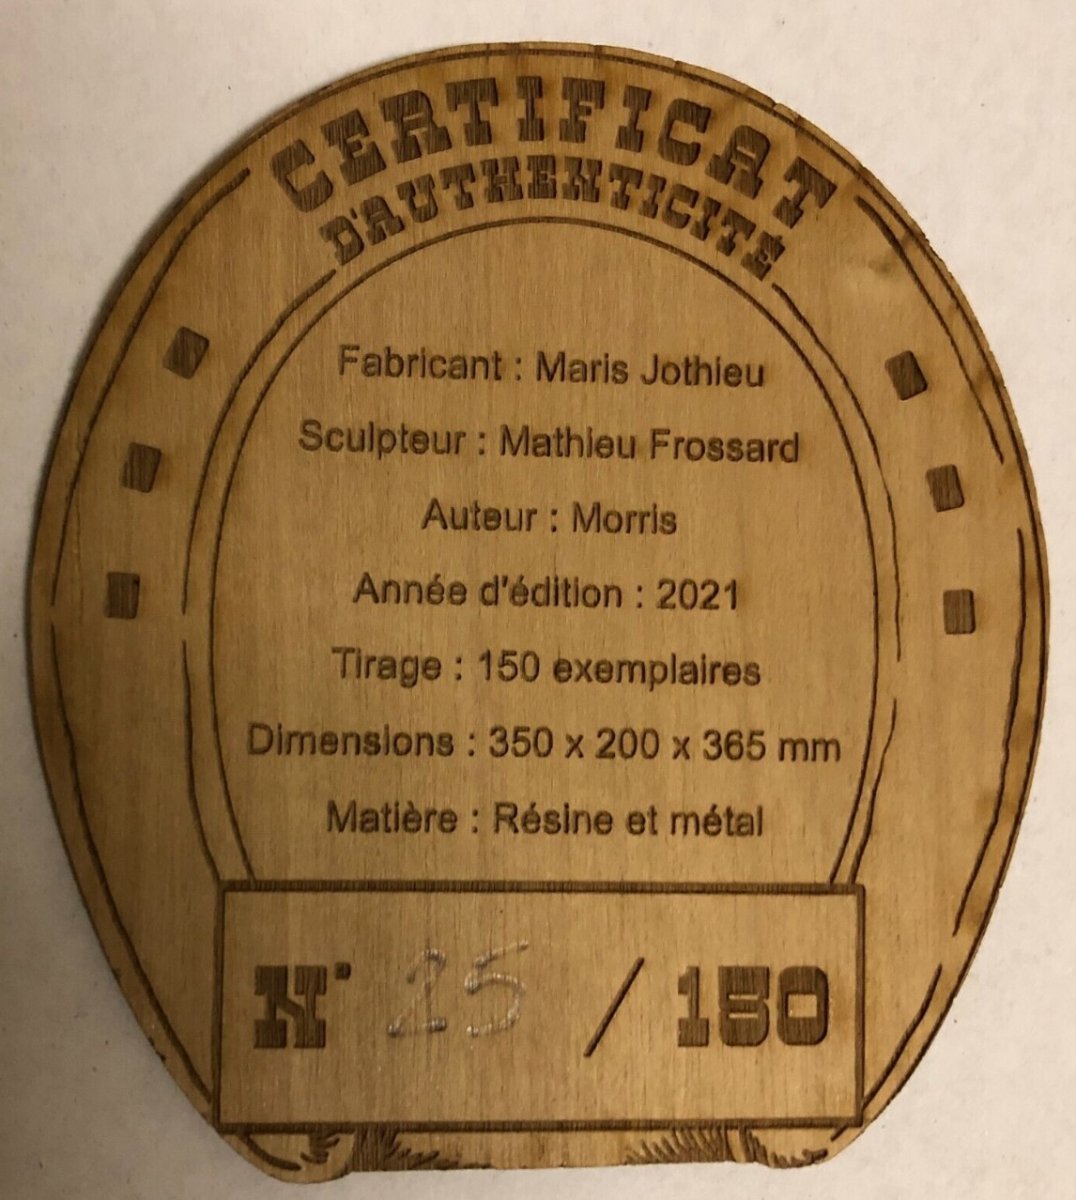 CERTIFICAT
D'AUTHENTICITÉ
Fabricant : Maris Jothieu
Sculpteur : Mathieu Frossard
Auteur : Morris
Année d'édition : 2021
Tirage : 150 exemplaires
Dimensions : 350 x 200 x 365 mm
Matière : Résine et métal
N° 25 / 150